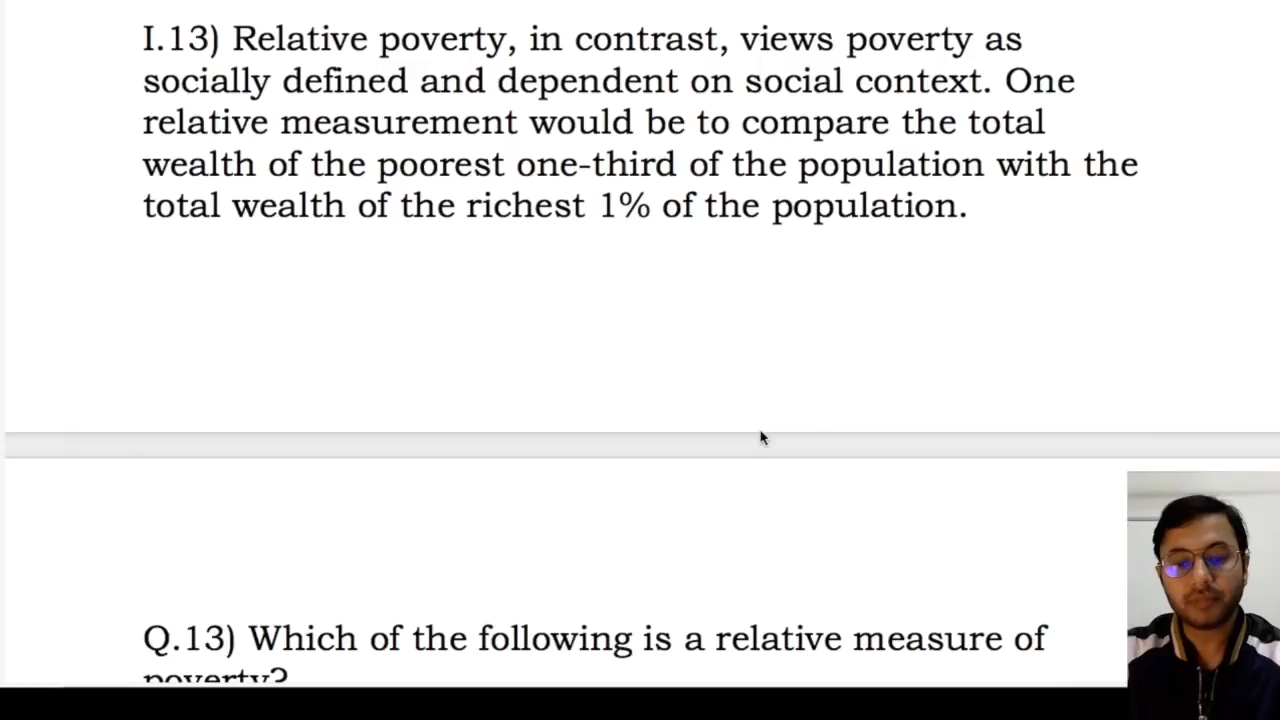 I.13) Relative poverty, in contrast, views poverty as
socially defined and dependent on social context. One
relative measurement would be to compare the total
wealth of the poorest one-third of the population with the
total wealth of the richest 1% of the population.
Q.13) Which of the following is a relative measure of
poverty?